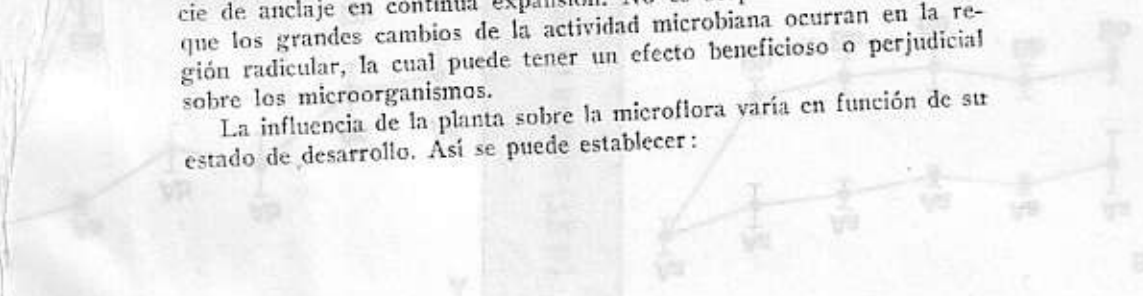 cie de anclaje en continua expansión. No
que los grandes cambios de la actividad microbiana ocurran en la re-
gión radicular, la cual puede tener un efecto beneficioso o perjudicial
sobre los microorganismos.
La influencia de la planta sobre la microflora varía en función de su
estado de desarrollo. Así se puede establecer: